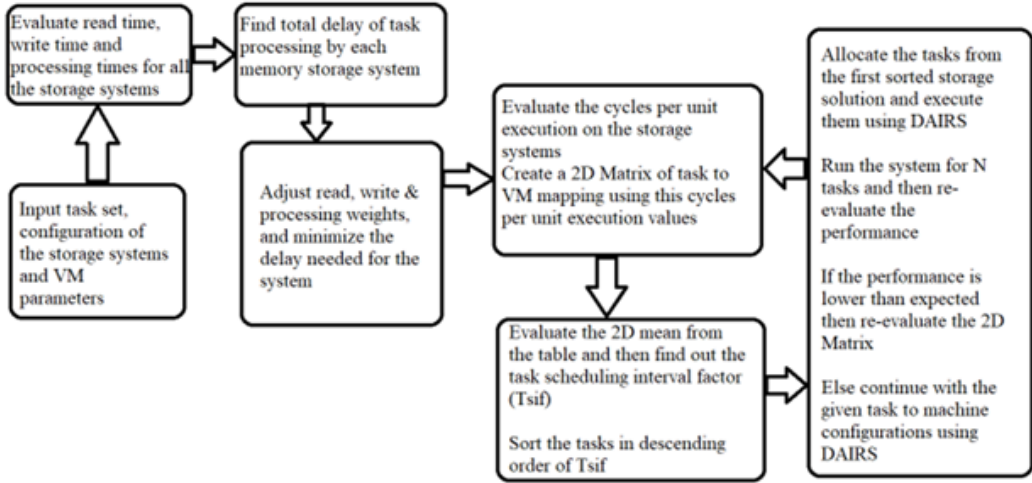 Evaluate read time,
write time and
processing times for all
the storage systems
Find total delay of task
processing by each
memory storage system
Input task set,
configuration of
the storage systems
and VM
parameters
Adjust read, write &
processing weights,
and minimize the
delay needed for the
system
Evaluate the cycles per unit
execution on the storage
systems
Create a 2D Matrix of task to
VM mapping using this cycles
per unit execution values
Evaluate the 2D mean from
the table and then find out the
task scheduling interval factor
(Tsif)
Sort the tasks in descending
order of Tsif
Allocate the tasks from
the first sorted storage
solution and execute
them using DAIRS
Run the system for N
tasks and then re-
evaluate the
performance
If the performance is
lower than expected
then re-evaluate the 2D
Matrix
Else continue with the
given task to machine
configurations using
DAIRS